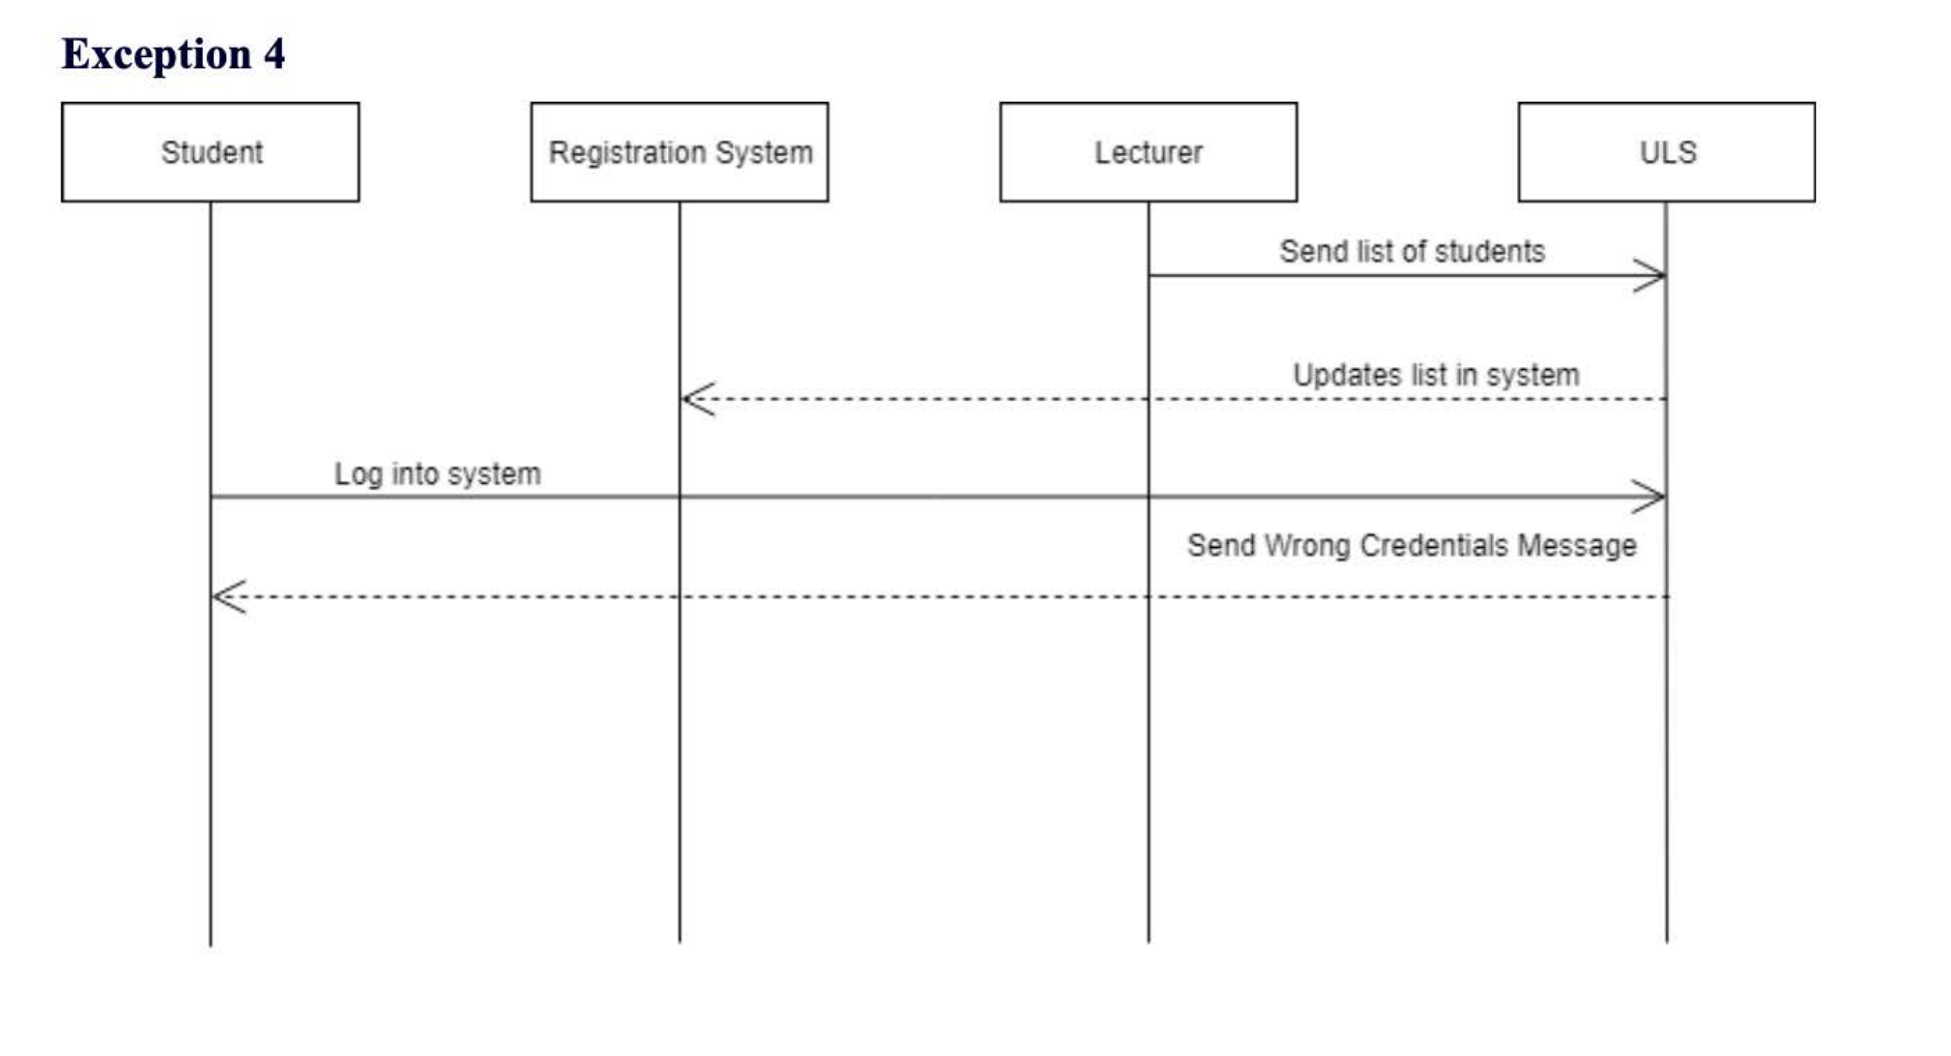 Exception 4
Student
Registration System
Lecturer
ULS
Send list of students
Updates list in system
Log into system
Send Wrong Credentials Message